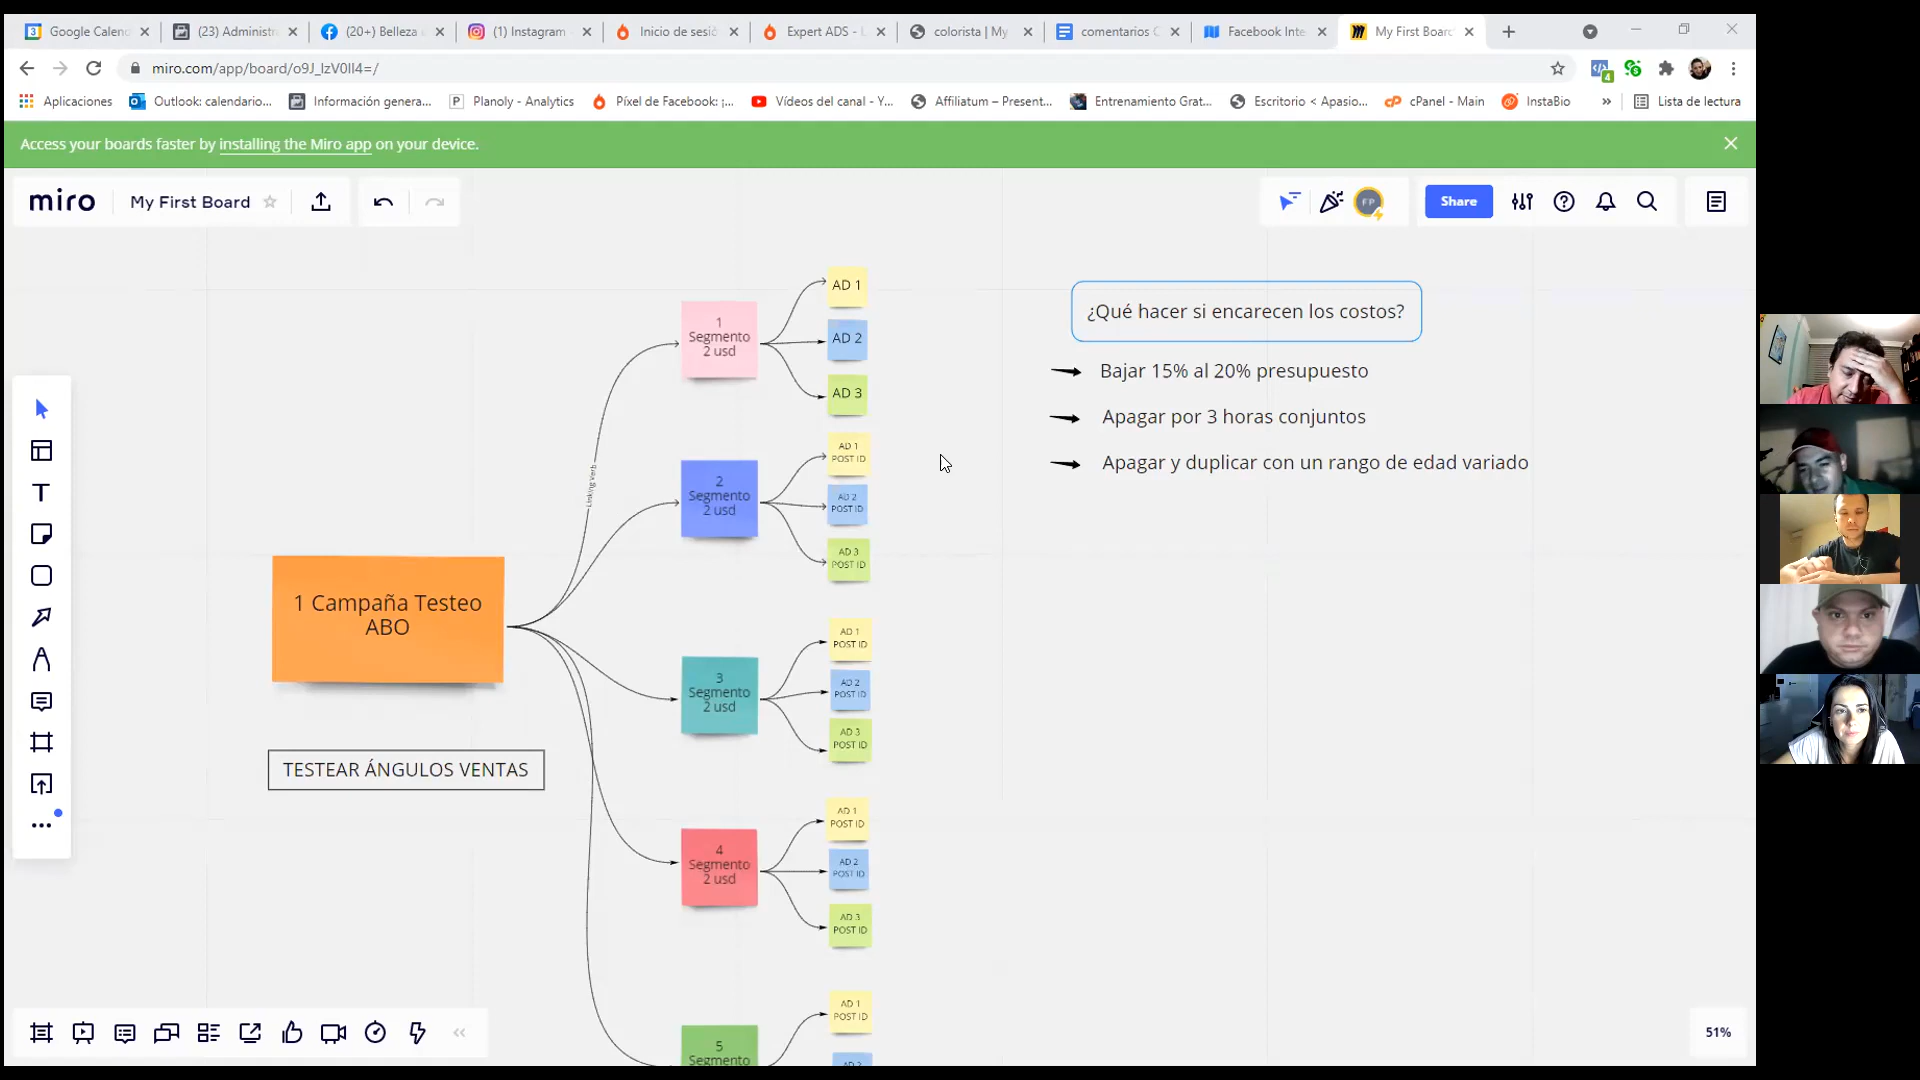 Google Calend
(23) Administr
(20+) Belleza e
(1) Instagram
Inicio de sesió
Expert ADS - L
colorista | My
comentarios C
Facebook Inte
My First Board
miro.com/app/board/o9J_lzV0lI4=/
4
Aplicaciones
Outlook: calendario...
Información genera...
Planoly - Analytics
Píxel de Facebook: ¡...
Vídeos del canal - Y...
Affiliatum – Present...
Entrenamiento Grat...
Escritorio < Apasio...
cPanel - Main
InstaBio
»
Lista de lectura
Access your boards faster by installing the Miro app on your device.
miro
My First Board
FP
Share
¿Qué hacer si encarecen los costos?
Bajar 15% al 20% presupuesto
Apagar por 3 horas conjuntos
Apagar y duplicar con un rango de edad variado
1 Campaña Testeo
ABO
TESTEAR ÁNGULOS VENTAS
Linking Verb
1
Segmento
2 usd
AD 1
AD 2
AD 3
2
Segmento
2 usd
AD 1
POST ID
AD 2
POST ID
AD 3
POST ID
3
Segmento
2 usd
AD 1
POST ID
AD 2
POST ID
AD 3
POST ID
4
Segmento
2 usd
AD 1
POST ID
AD 2
POST ID
AD 3
POST ID
5
Segmento
AD 1
POST ID
AD 2
51%